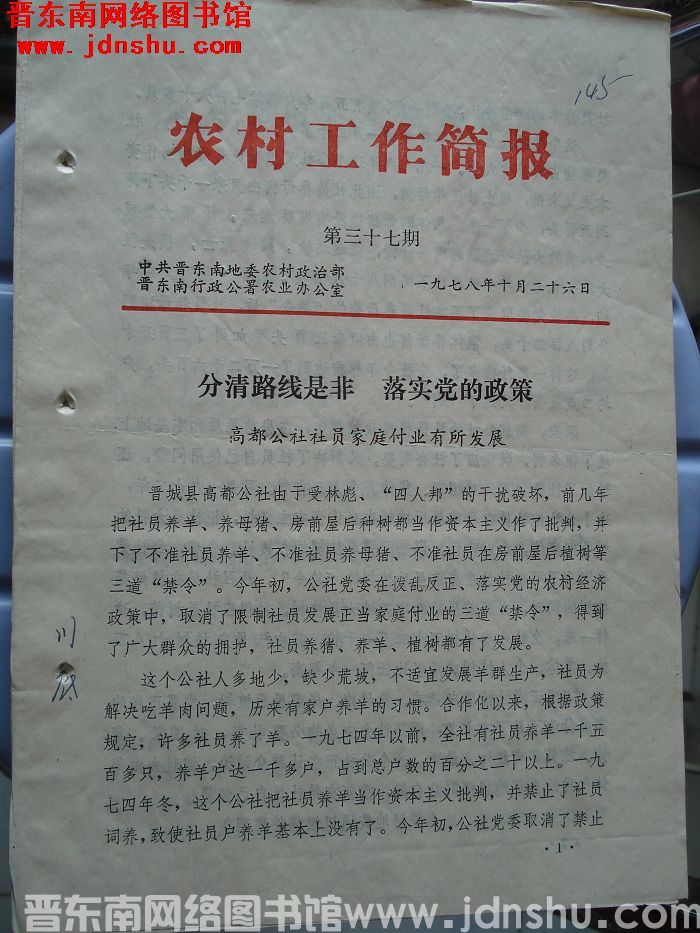 晋东南网络图书馆
www.jdnshu.com
145
农村工作简报
第三十七期
中共晋东南地委农村政治部
晋东南行政公署农业办公室
一九七八年十月二十六日
分清路线是非 落实党的政策
高都公社社员家庭付业有所发展
晋城县高都公社由于受林彪、“四人邦”的干扰破坏，前几年
把社员养羊、养母猪、房前屋后种树都当作资本主义作了批判，并
下了不准社员养羊、不准社员养母猪、不准社员在房前屋后植树等
三道“禁令”。今年初，公社党委在拨乱反正、落实党的农村经济
政策中，取消了限制社员发展正当家庭付业的三道“禁令”，得到
了广大群众的拥护，社员养猪、养羊、植树都有了发展。
这个公社人多地少，缺少荒坡，不适宜发展羊群生产，社员为
解决吃羊肉问题，历来有家户养羊的习惯。合作化以来，根据政策
规定，许多社员养了羊。一九七四年以前，全社有社员养羊一千五
百多只，养羊户达一千多户，占到总户数的百分之二十以上。一九
七四年冬，这个公社把社员养羊当作资本主义批判，并禁止了社员
词养，致使社员户养羊基本上没有了。今年初，公社党委取消了禁止
·1·
晋东南网络图书馆www.jdnshu.com